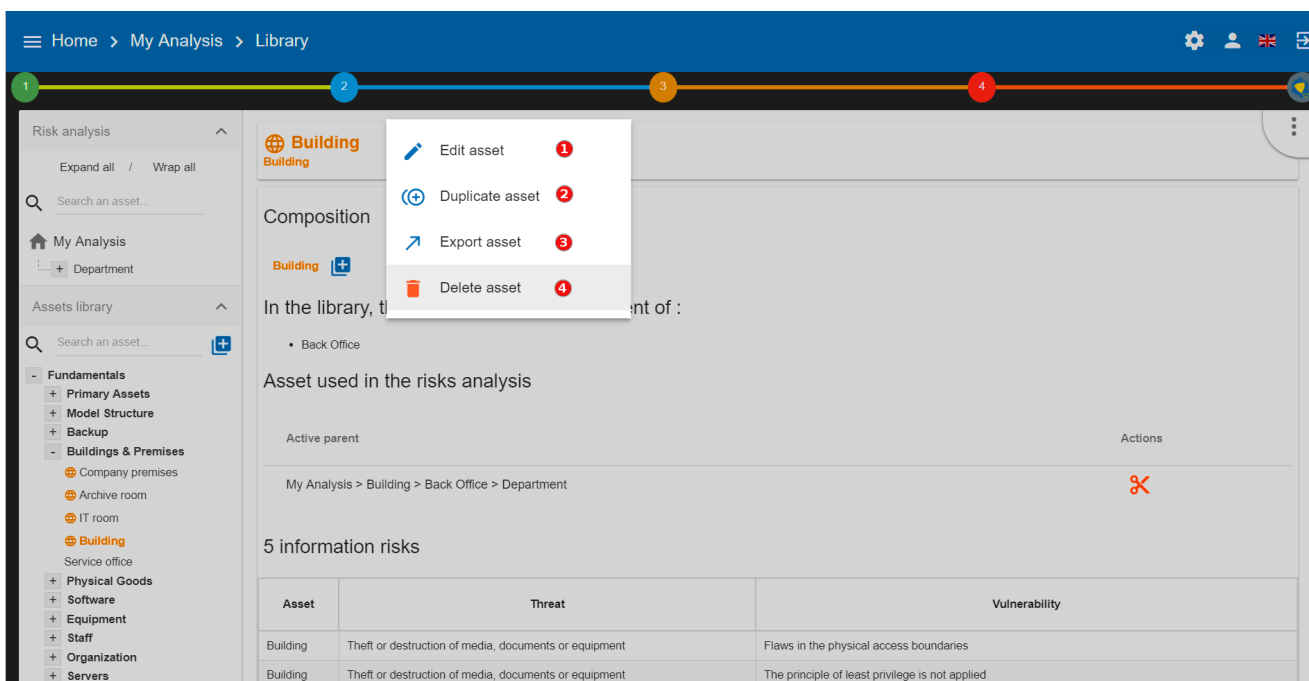 Home > My Analysis > Library
1 2 3 4
Risk analysis
Expand all / Wrap all
Search an asset...
My Analysis
+ Department
Assets library
Search an asset...
- Fundamentals
+ Primary Assets
+ Model Structure
+ Backup
- Buildings & Premises
Company premises
Archive room
IT room
Building
Service office
+ Physical Goods
+ Software
+ Equipment
+ Staff
+ Organization
+ Servers
Building
Building
Edit asset 1
Duplicate asset 2
Export asset 3
Delete asset 4
Composition
Building
In the library, t ent of :
• Back Office
Asset used in the risks analysis
Active parent Actions
My Analysis > Building > Back Office > Department
5 information risks
Asset Threat Vulnerability
Building Theft or destruction of media, documents or equipment Flaws in the physical access boundaries
Building Theft or destruction of media, documents or equipment The principle of least privilege is not applied